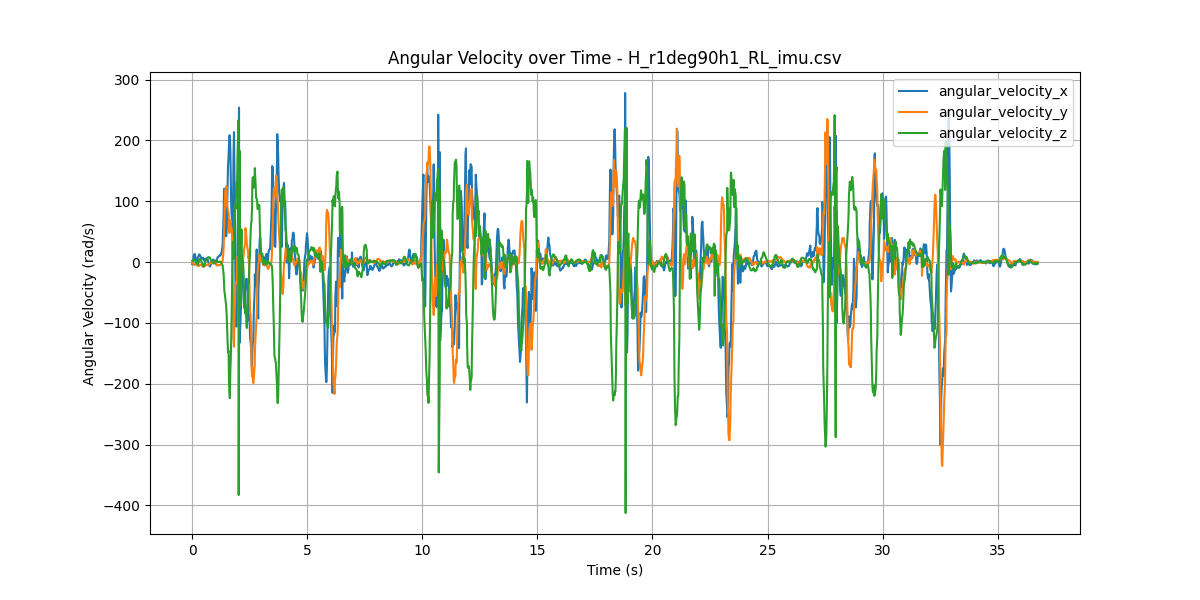 Angular Velocity over Time - H_r1deg90h1_RL_imu.csv
angular_velocity_x
angular_velocity_y
angular_velocity_z
Angular Velocity (rad/s)
300
200
100
0
−100
−200
−300
−400
0 5 10 15 20 25 30 35
Time (s)